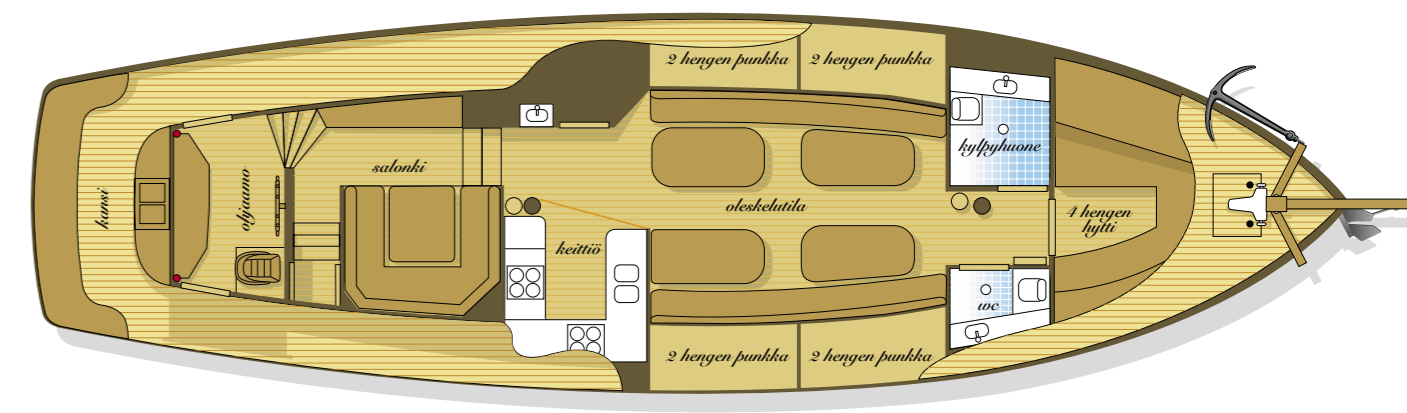 2 hengen punkka
2 hengen punkka
kansi
ohjaamo
salonki
keittiö
oleskelutila
kylpyhuone
4 hengen
hytti
wc
2 hengen punkka
2 hengen punkka